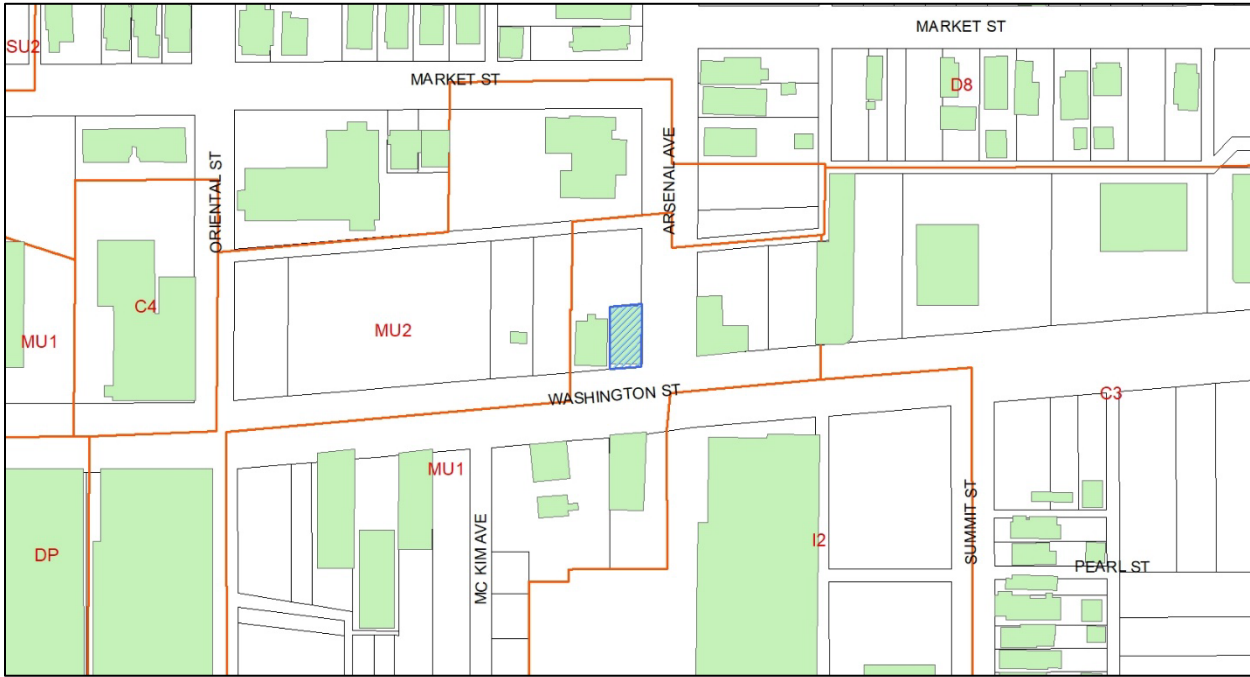 MARKET ST
SU2
MARKET ST
D8
ARSENAL AVE
ORIENTAL ST
C4
MU2
MU1
WASHINGTON ST
C3
MU1
SUMMIT ST
MC KIM AVE
I2
DP
PEARL ST